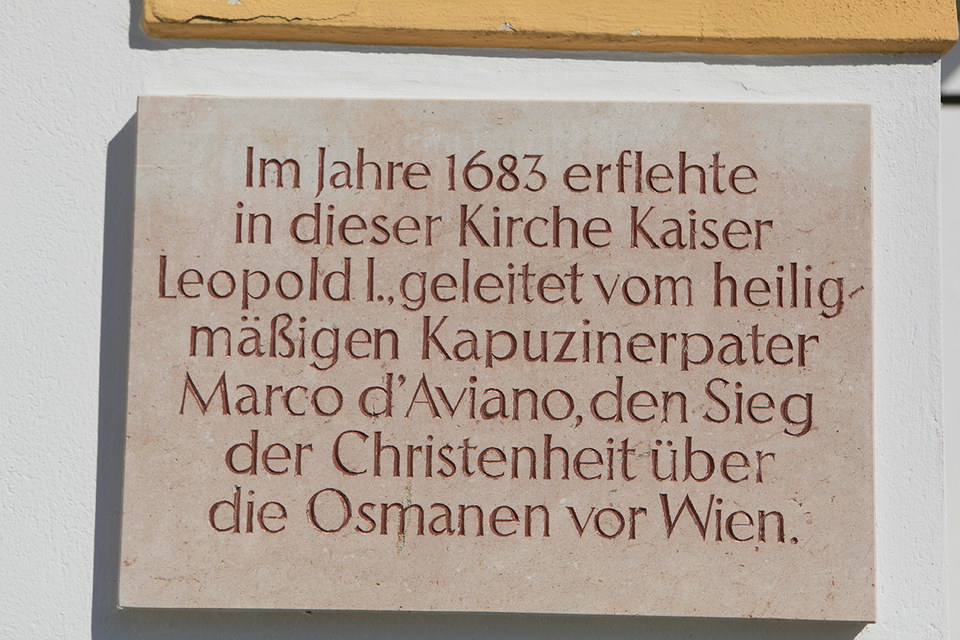 Im Jahre 1683 erflehte
in dieser Kirche Kaiser
Leopold I., geleitet vom heilig-
mäßigen Kapuzinerpater
Marco d'Aviano, den Sieg
der Christenheit über
die Osmanen vor Wien.